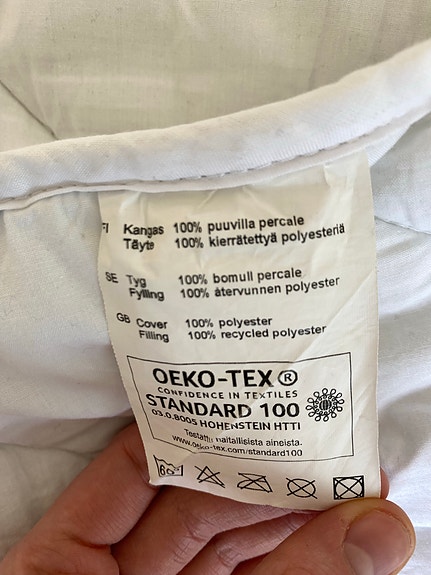 FI Kangas 100% puuvilla percale
Täyte 100% kierrätettyä polyesteriä
SE Tyg 100% bomull percale
Fyllning 100% återvunnen polyester
GB Cover 100% polyester
Filling 100% recycled polyester
OEKO-TEX®
CONFIDENCE IN TEXTILES
STANDARD 100
03.0.8005 HOHENSTEIN HTTI
Testattu haitallisista aineista.
www.oeko-tex.com/standard100
60°